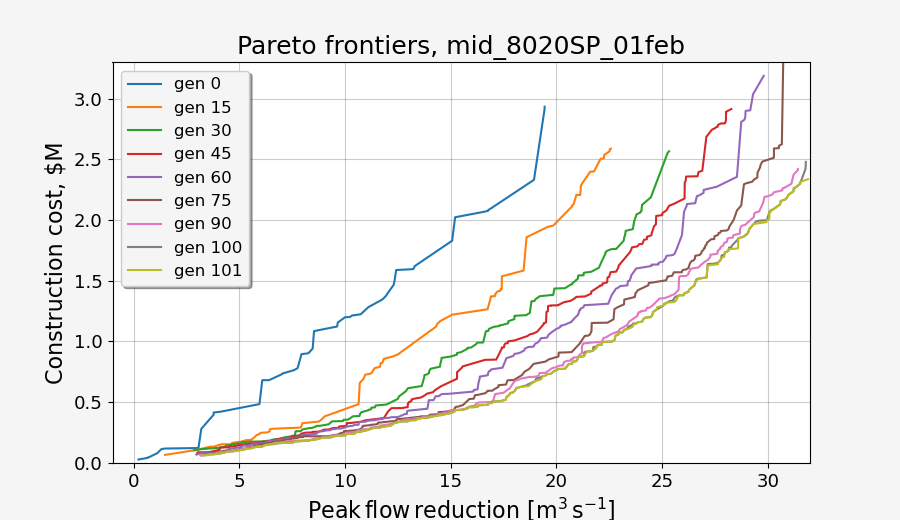 Pareto frontiers, mid_8020SP_01feb
Construction cost, $M
3.0
2.5
2.0
1.5
1.0
0.5
0.0
gen 0
gen 15
gen 30
gen 45
gen 60
gen 75
gen 90
gen 100
gen 101
0 5 10 15 20 25 30
Peak flow reduction [m³ s⁻¹]